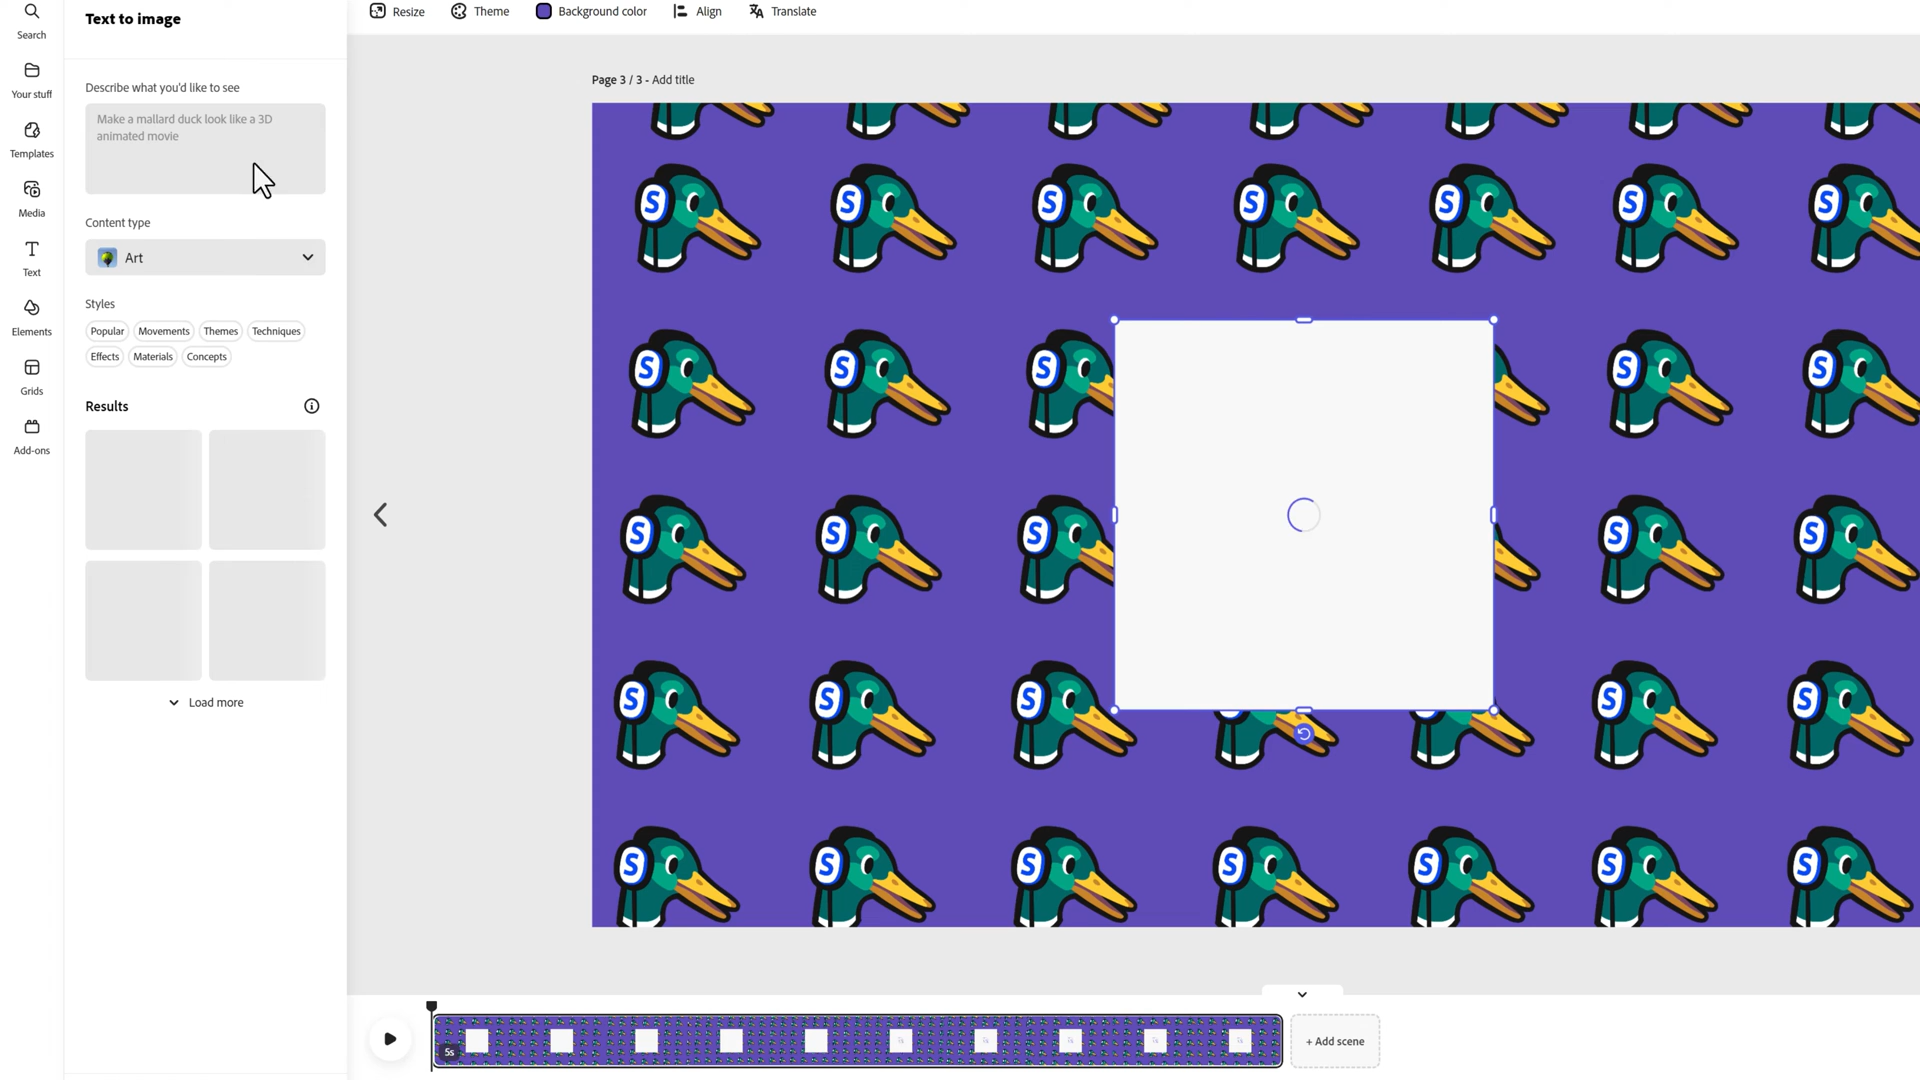 Text to image
Resize
Theme
Background color
Align
Translate
Search
Your stuff
Templates
Media
Text
Elements
Grids
Add-ons
Describe what you'd like to see
Make a mallard duck look like a 3D
animated movie
Content type
Art
Styles
Popular
Movements
Themes
Techniques
Effects
Materials
Concepts
Results
Load more
Page 3 / 3 - Add title
S S S S S S S
S S S S S
S S S S S
S S S S S
S S S S S S S
5s
+ Add scene